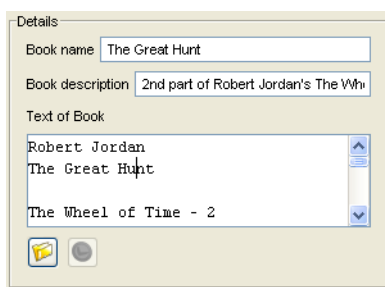 Details
Book name The Great Hunt
Book description 2nd part of Robert Jordan's The Wh
Text of Book
Robert Jordan
The Great Hunt
The Wheel of Time - 2